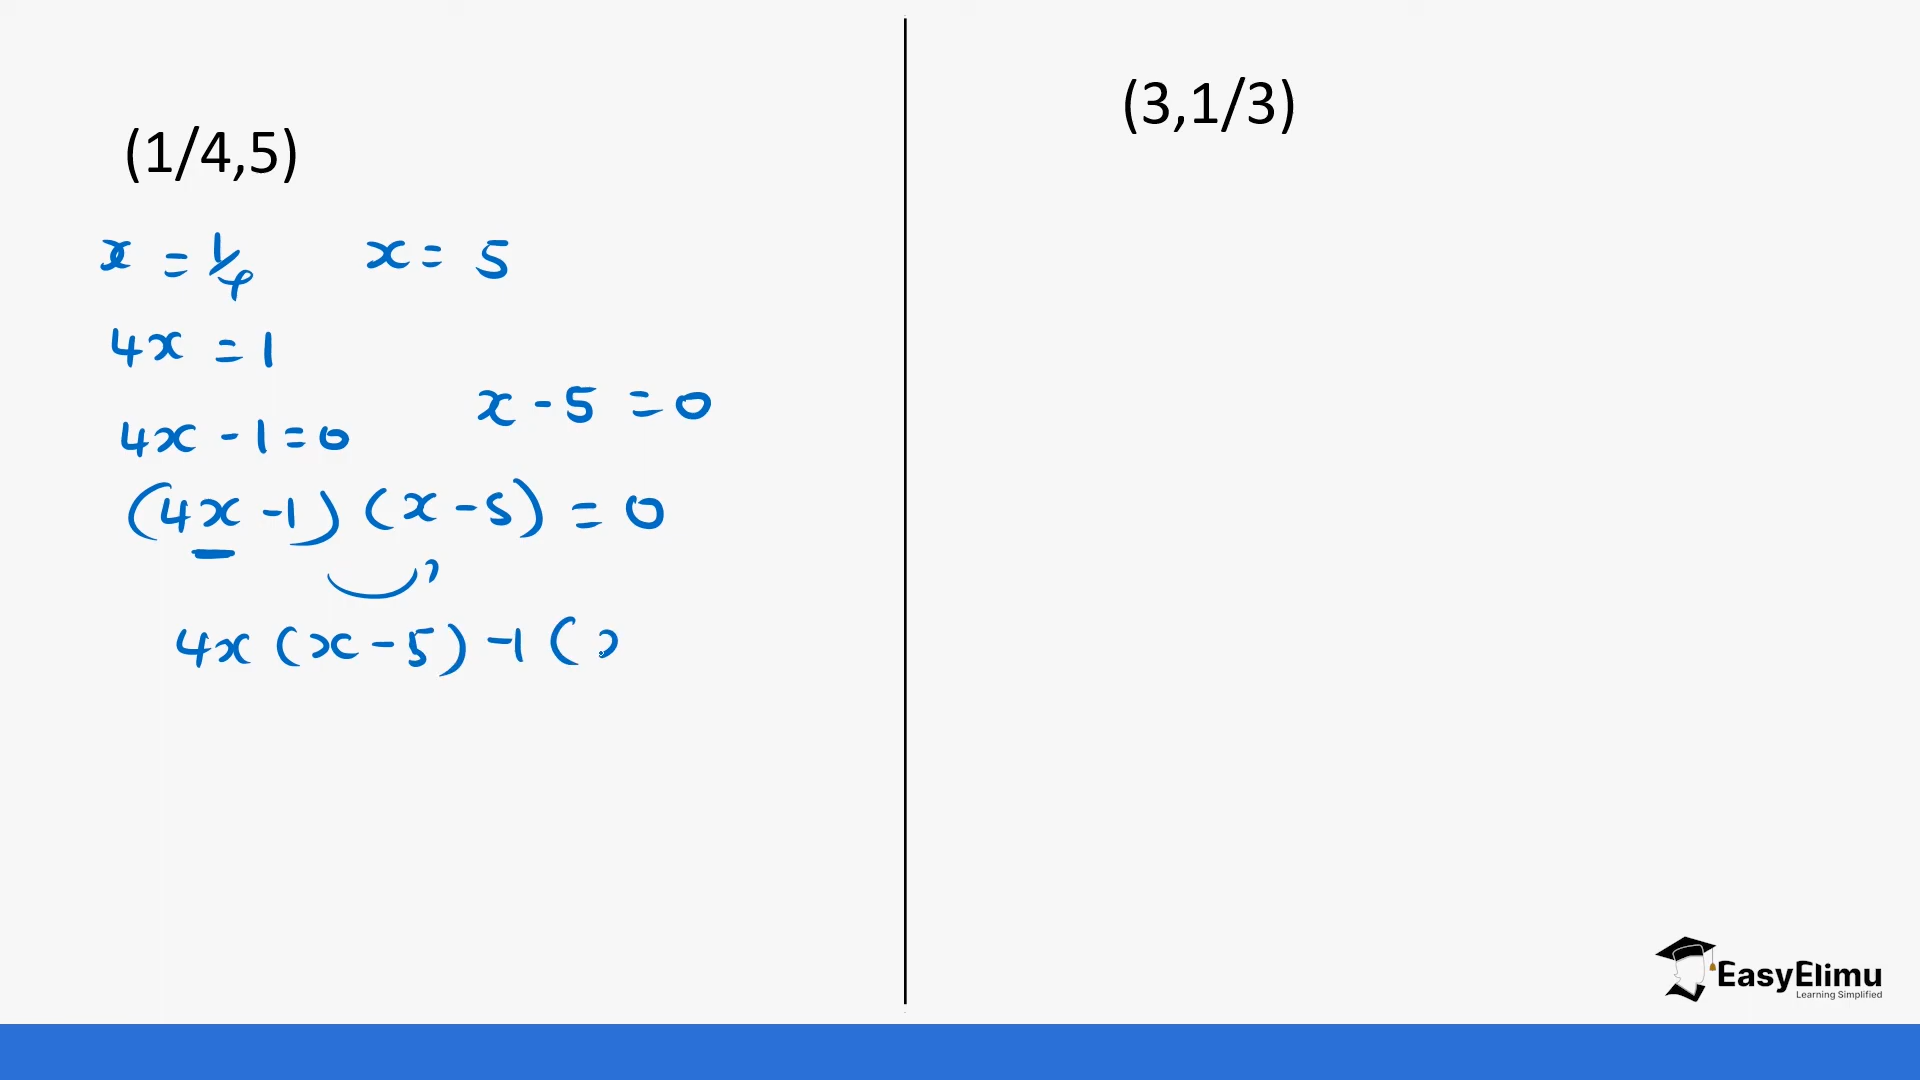 (1/4,5)
x = 1/4 x = 5
4x = 1
x - 5 = 0
4x - 1 = 0
(4x - 1) (x - 5) = 0
4x (x - 5) - 1 (
(3,1/3)
EasyElimu
Learning Simplified